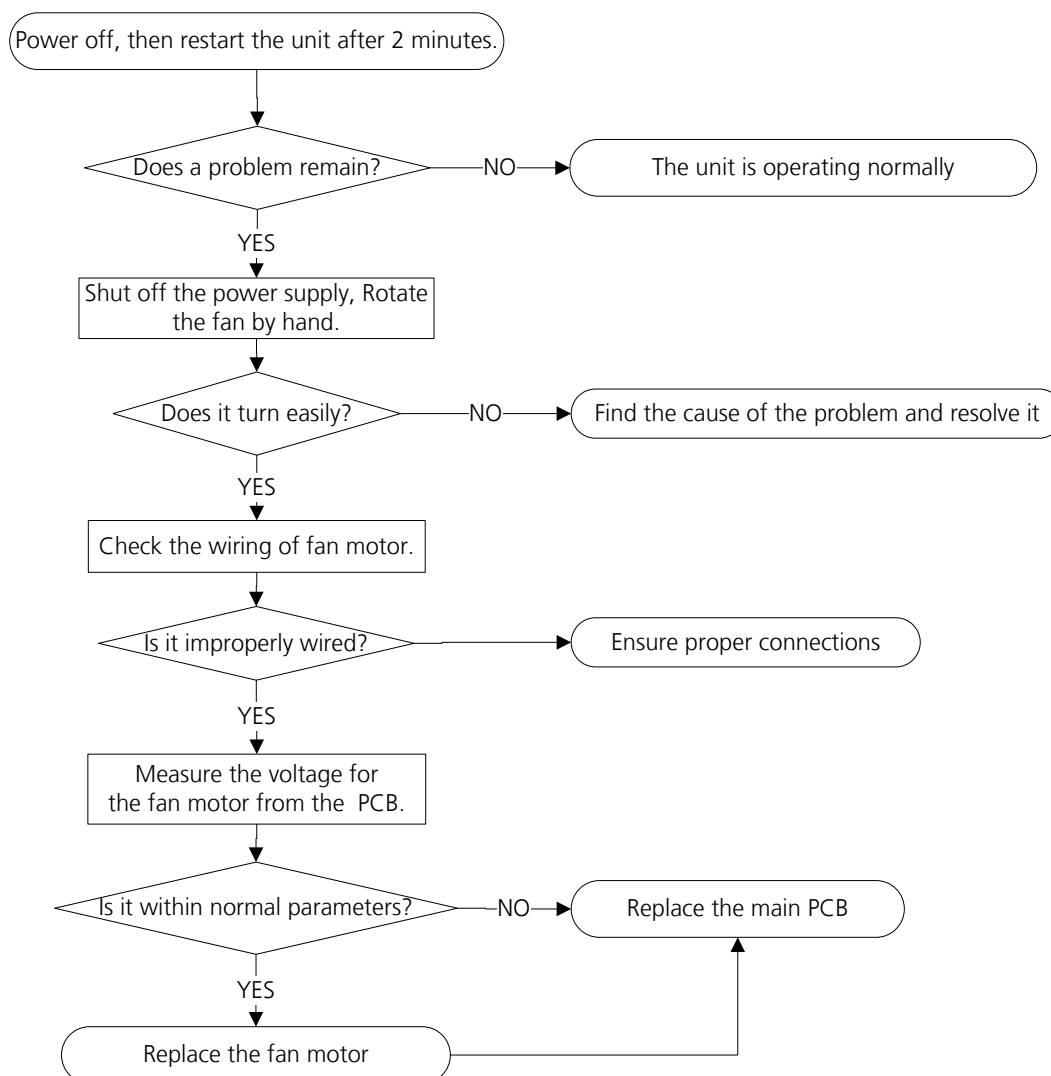 Power off, then restart the unit after 2 minutes.
Does a problem remain?
NO
The unit is operating normally
YES
Shut off the power supply, Rotate
the fan by hand.
Does it turn easily?
NO
Find the cause of the problem and resolve it
YES
Check the wiring of fan motor.
Is it improperly wired?
Ensure proper connections
YES
Measure the voltage for
the fan motor from the PCB.
Is it within normal parameters?
NO
Replace the main PCB
YES
Replace the fan motor